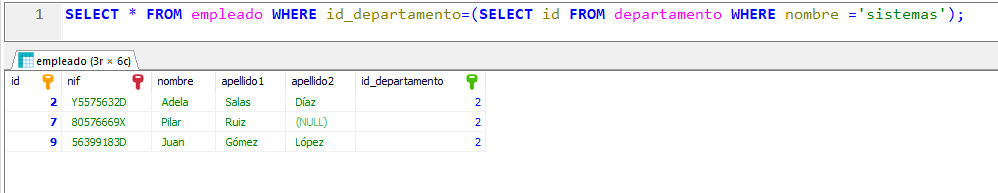 1 SELECT * FROM empleado WHERE id_departamento=(SELECT id FROM departamento WHERE nombre ='sistemas');
empleado (3r × 6c)
id nif nombre apellido1 apellido2 id_departamento
2 Y5575632D Adela Salas Díaz 2
7 80576669X Pilar Ruiz (NULL) 2
9 56399183D Juan Gómez López 2